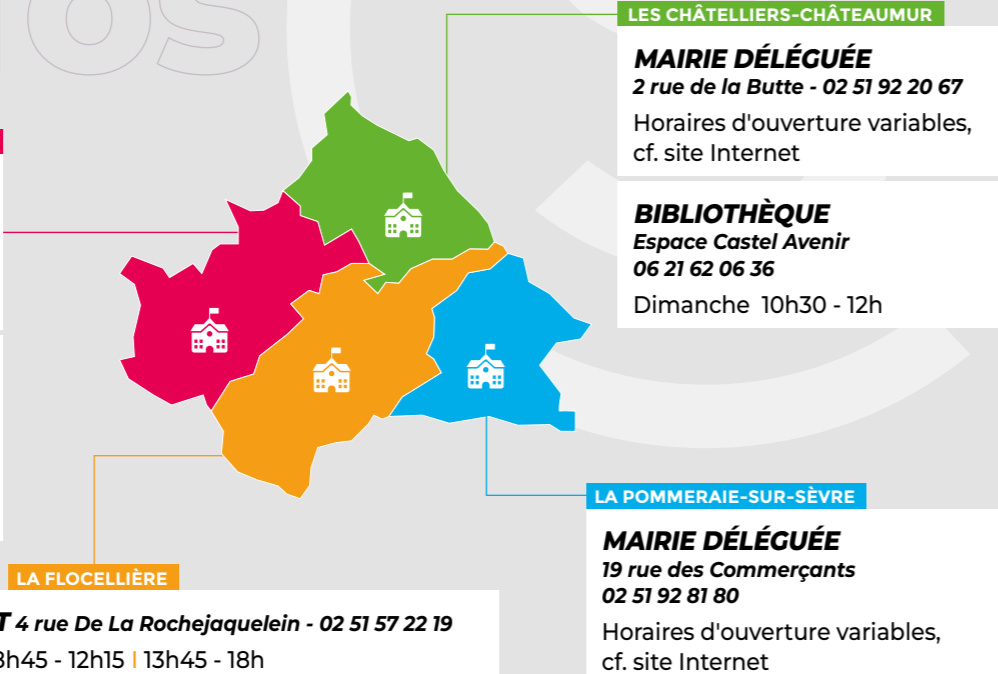 LES CHÂTELLIERS-CHÂTEAUMUR
MAIRIE DÉLÉGUÉE
2 rue de la Butte - 02 51 92 20 67
Horaires d'ouverture variables,
cf. site Internet
BIBLIOTHÈQUE
Espace Castel Avenir
06 21 62 06 36
Dimanche 10h30 - 12h
LA POMMERAIE-SUR-SÈVRE
MAIRIE DÉLÉGUÉE
19 rue des Commerçants
02 51 92 81 80
Horaires d'ouverture variables,
cf. site Internet
LA FLOCELLIÈRE
T 4 rue De La Rochejaquelein - 02 51 57 22 19
8h45 - 12h15 | 13h45 - 18h